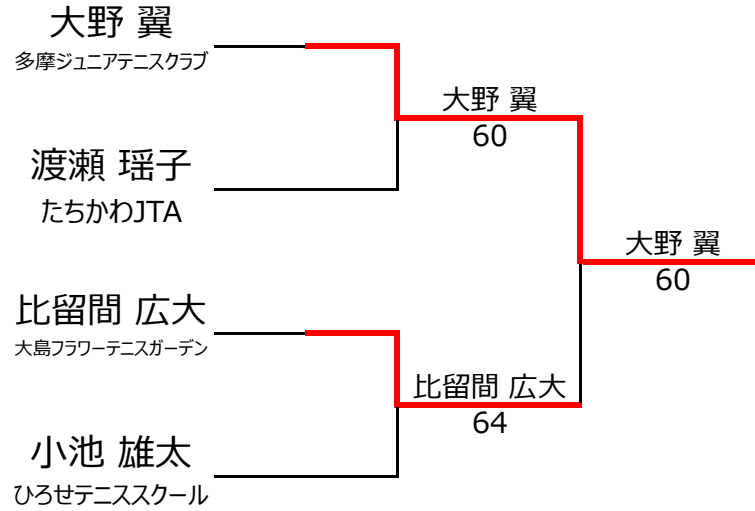 大野 翼
多摩ジュニアテニスクラブ
渡瀬 瑶子
たちかわJTA
比留間 広大
大島フラワーテニスガーデン
小池 雄太
ひろせテニススクール
大野 翼
60
比留間 広大
64
大野 翼
60